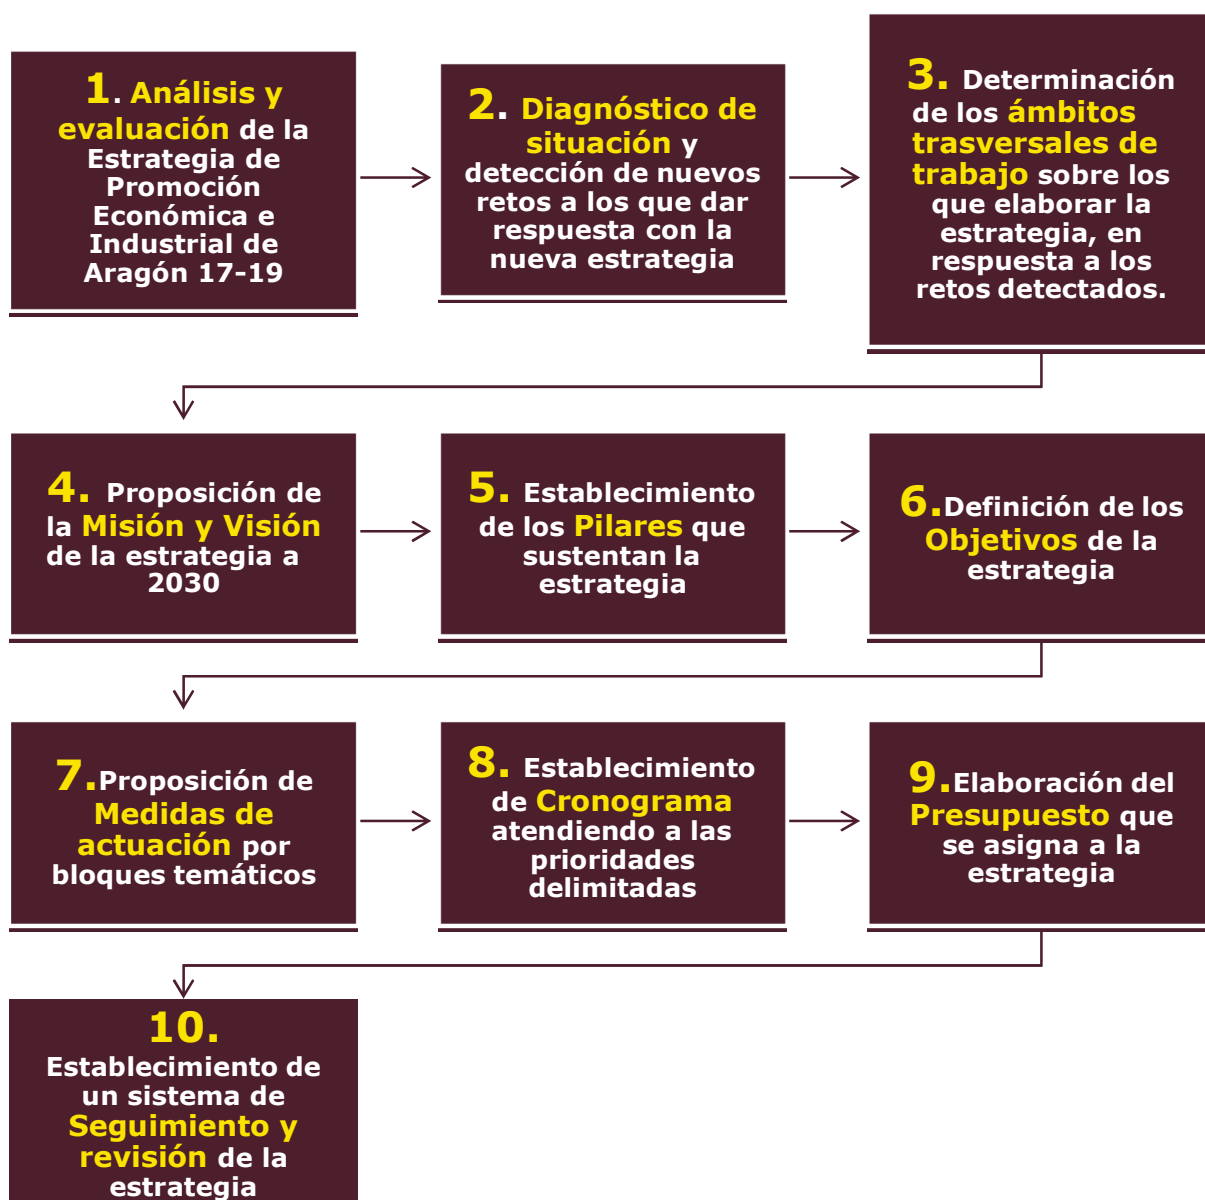 1. Análisis y
evaluación de la
Estrategia de
Promoción
Económica e
Industrial de
Aragón 17-19
2. Diagnóstico de
situación y
detección de nuevos
retos a los que dar
respuesta con la
nueva estrategia
3. Determinación
de los ámbitos
trasversales de
trabajo sobre los
que elaborar la
estrategia, en
respuesta a los
retos detectados.
4. Proposición de
la Misión y Visión
de la estrategia a
2030
5. Establecimiento
de los Pilares que
sustentan la
estrategia
6.Definición de los
Objetivos de la
estrategia
7.Proposición de
Medidas de
actuación por
bloques temáticos
8. Establecimiento
de Cronograma
atendiendo a las
prioridades
delimitadas
9.Elaboración del
Presupuesto que
se asigna a la
estrategia
10.
Establecimiento de
un sistema de
Seguimiento y
revisión de la
estrategia